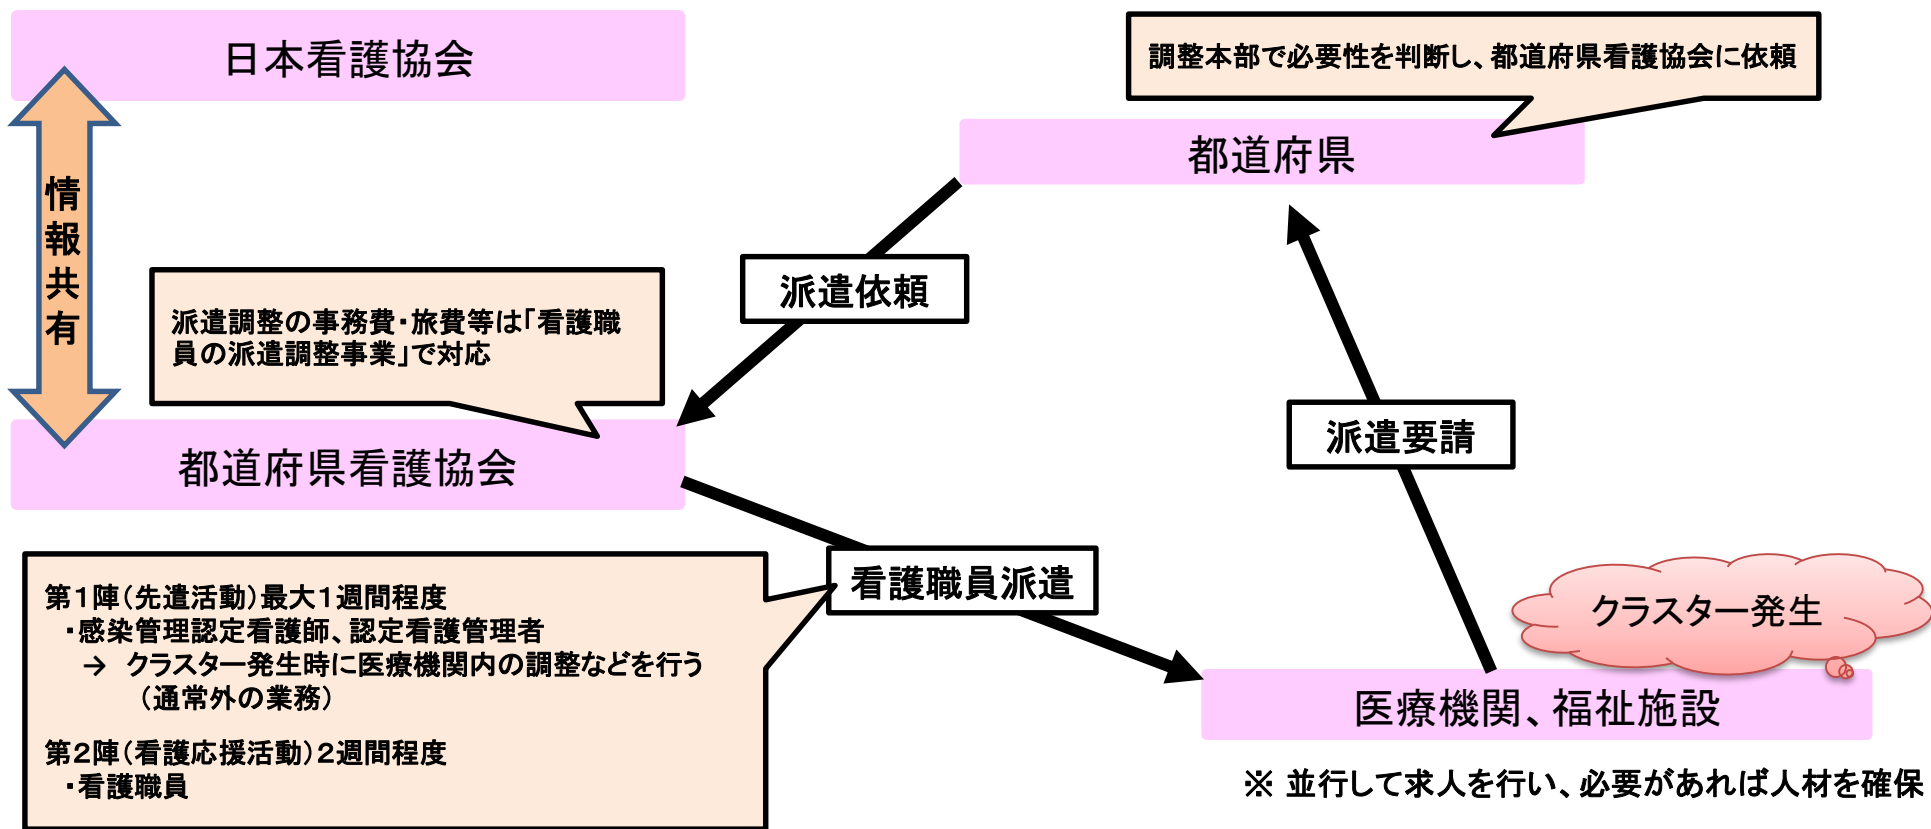 日本看護協会
調整本部で必要性を判断し、都道府県看護協会に依頼
都道府県
情報共有
派遣依頼
派遣調整の事務費・旅費等は「看護職
員の派遣調整事業」で対応
派遣要請
都道府県看護協会
看護職員派遣
第１陣（先遣活動）最大１週間程度
・感染管理認定看護師、認定看護管理者
→ クラスター発生時に医療機関内の調整などを行う
（通常外の業務）
第２陣（看護応援活動）２週間程度
・看護職員
クラスター発生
医療機関、福祉施設
※ 並行して求人を行い、必要があれば人材を確保